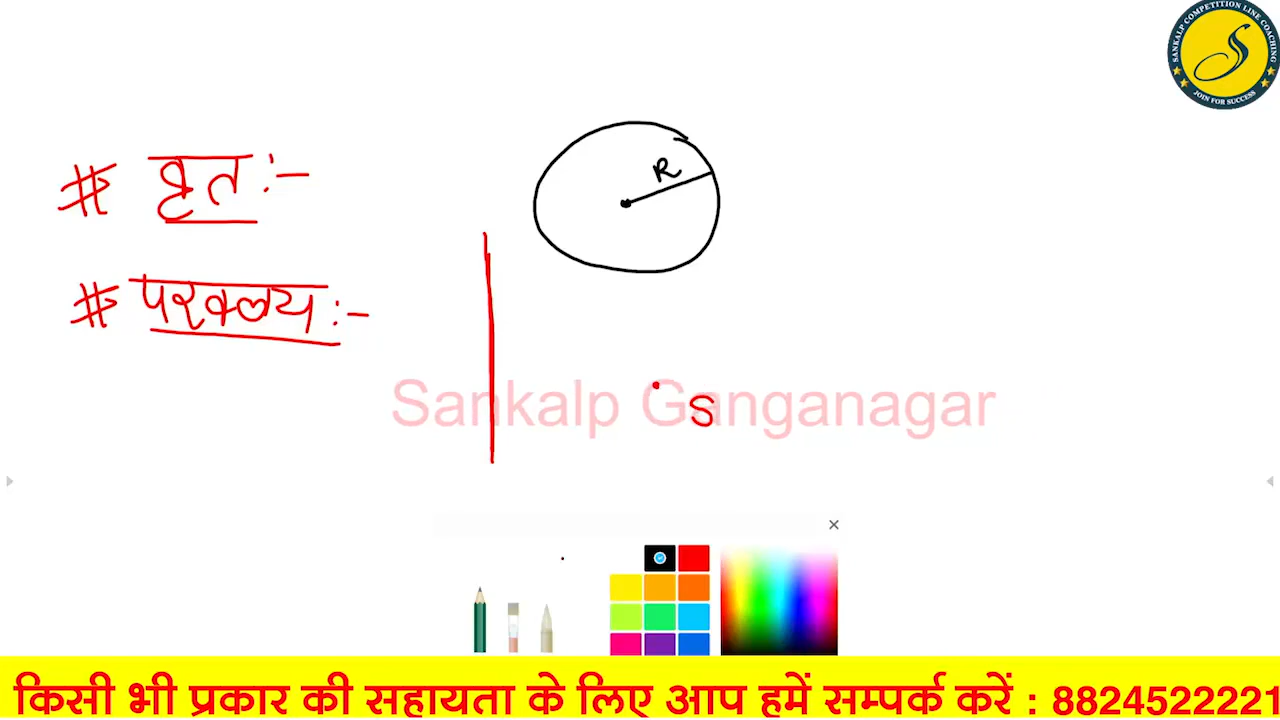 SANKALP COMPETITION LINE COACHING
JOIN FOR SUCCESS
# वृत :-
R
# परवलय :-
S
Sankalp Ganganagar
किसी भी प्रकार की सहायता के लिए आप हमें सम्पर्क करें : 8824522221